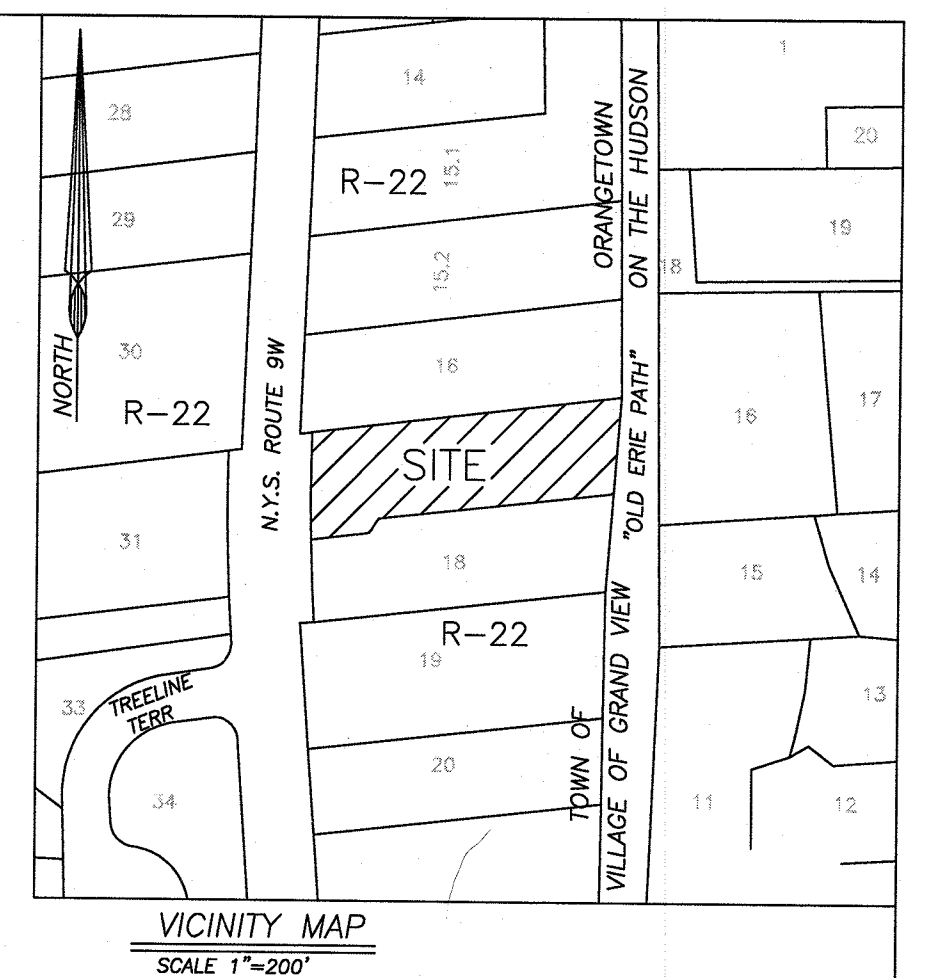 28
29
NORTH
30
R-22
31
33
TREELINE
TERR
34
N.Y.S. ROUTE 9W
14
R-22
15.1
15.2
16
SITE
18
R-22
19
20
TOWN OF
ORANGETOWN
VILLAGE OF GRAND VIEW
"OLD ERIE PATH"
ON THE HUDSON
1
20
19
18
16
17
15
14
13
11
12
VICINITY MAP
SCALE 1"=200'